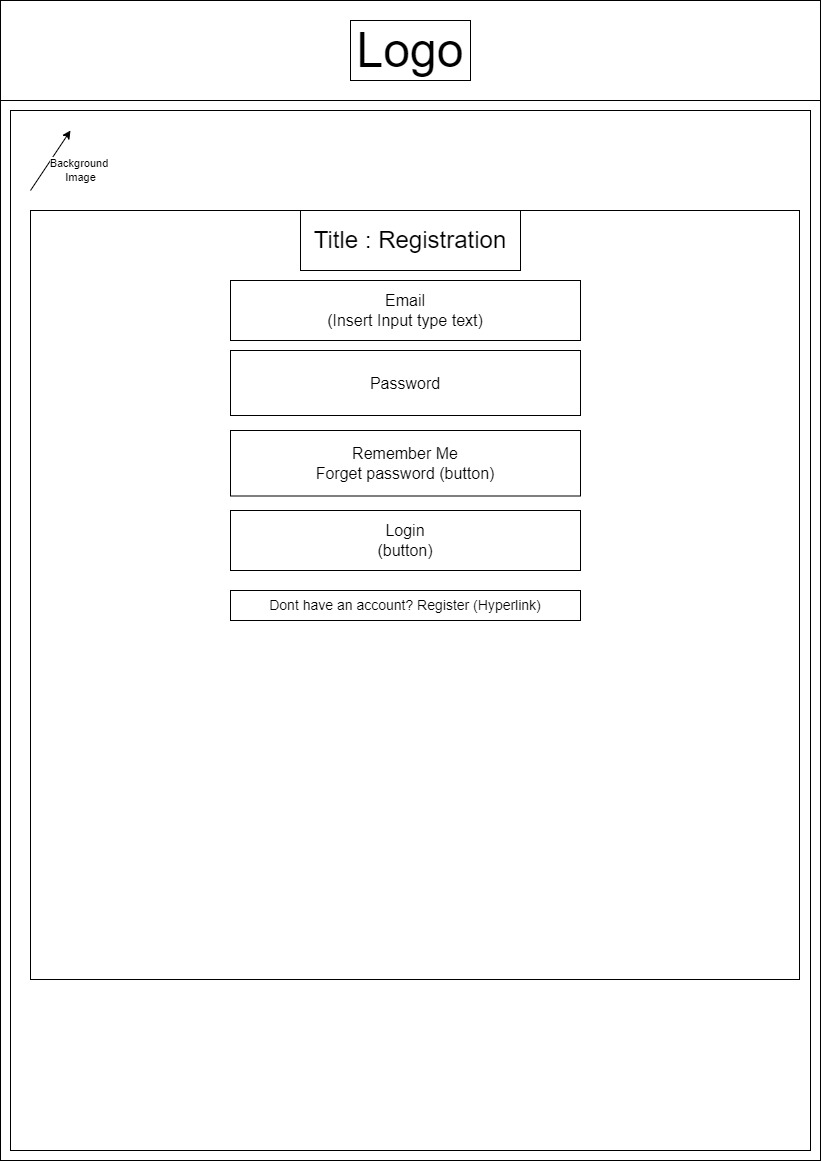 Logo
Background
Image
Title : Registration
Email
(Insert Input type text)
Password
Remember Me
Forget password (button)
Login
(button)
Dont have an account? Register (Hyperlink)